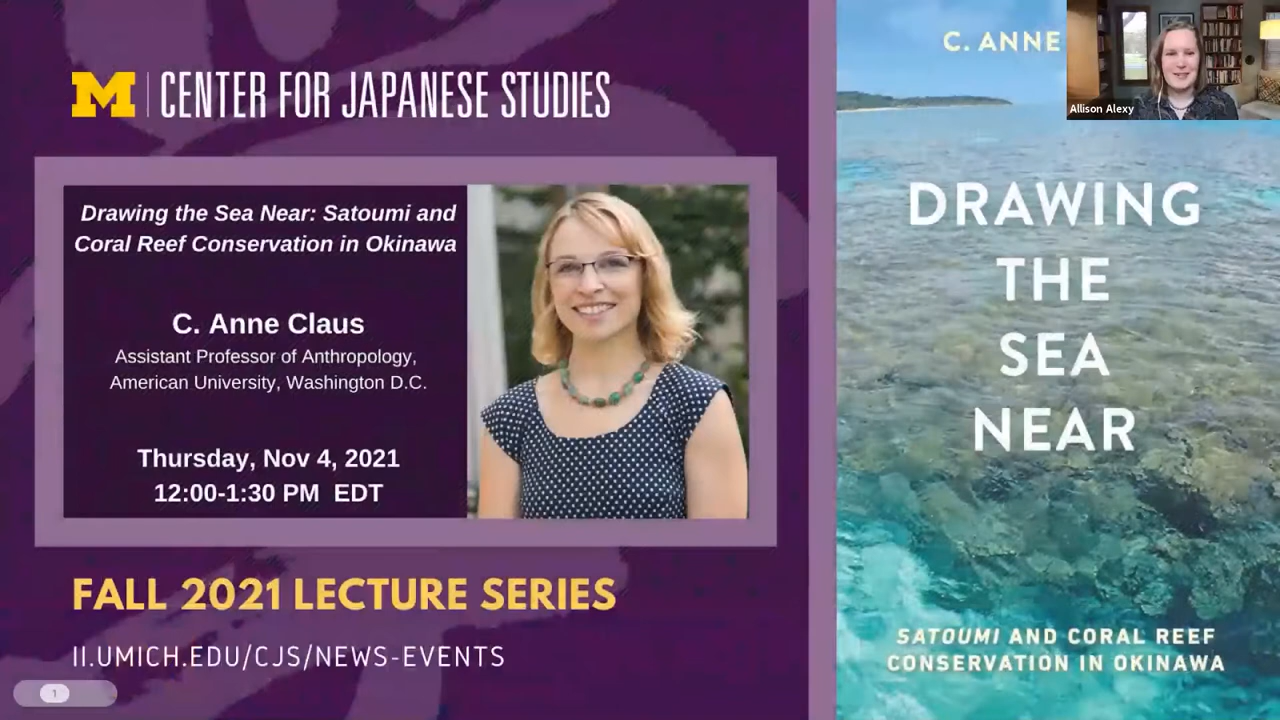 M CENTER FOR JAPANESE STUDIES
Drawing the Sea Near: Satoumi and
Coral Reef Conservation in Okinawa
C. Anne Claus
Assistant Professor of Anthropology,
American University, Washington D.C.
Thursday, Nov 4, 2021
12:00-1:30 PM EDT
FALL 2021 LECTURE SERIES
II.UMICH.EDU/CJS/NEWS-EVENTS
1
C. ANNE
Allison Alexy
DRAWING
THE
SEA
NEAR
SATOUMI AND CORAL REEF
CONSERVATION IN OKINAWA